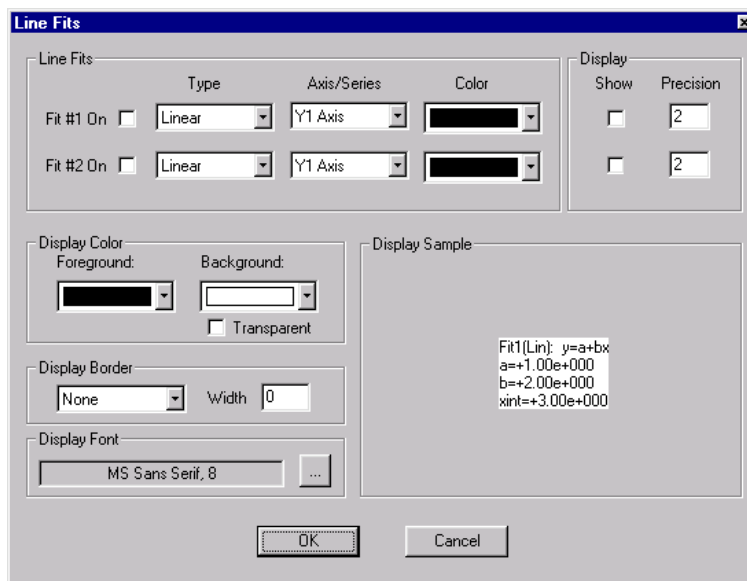 Line Fits
Line Fits
Type Axis/Series Color
Fit #1 On Linear Y1 Axis
Fit #2 On Linear Y1 Axis
Display
Show Precision
2
2
Display Color
Foreground: Background:
Transparent
Display Border
None Width 0
Display Font
MS Sans Serif, 8 ...
Display Sample
Fit1(Lin): y=a+bx
a=+1.00e+000
b=+2.00e+000
xint=+3.00e+000
OK Cancel